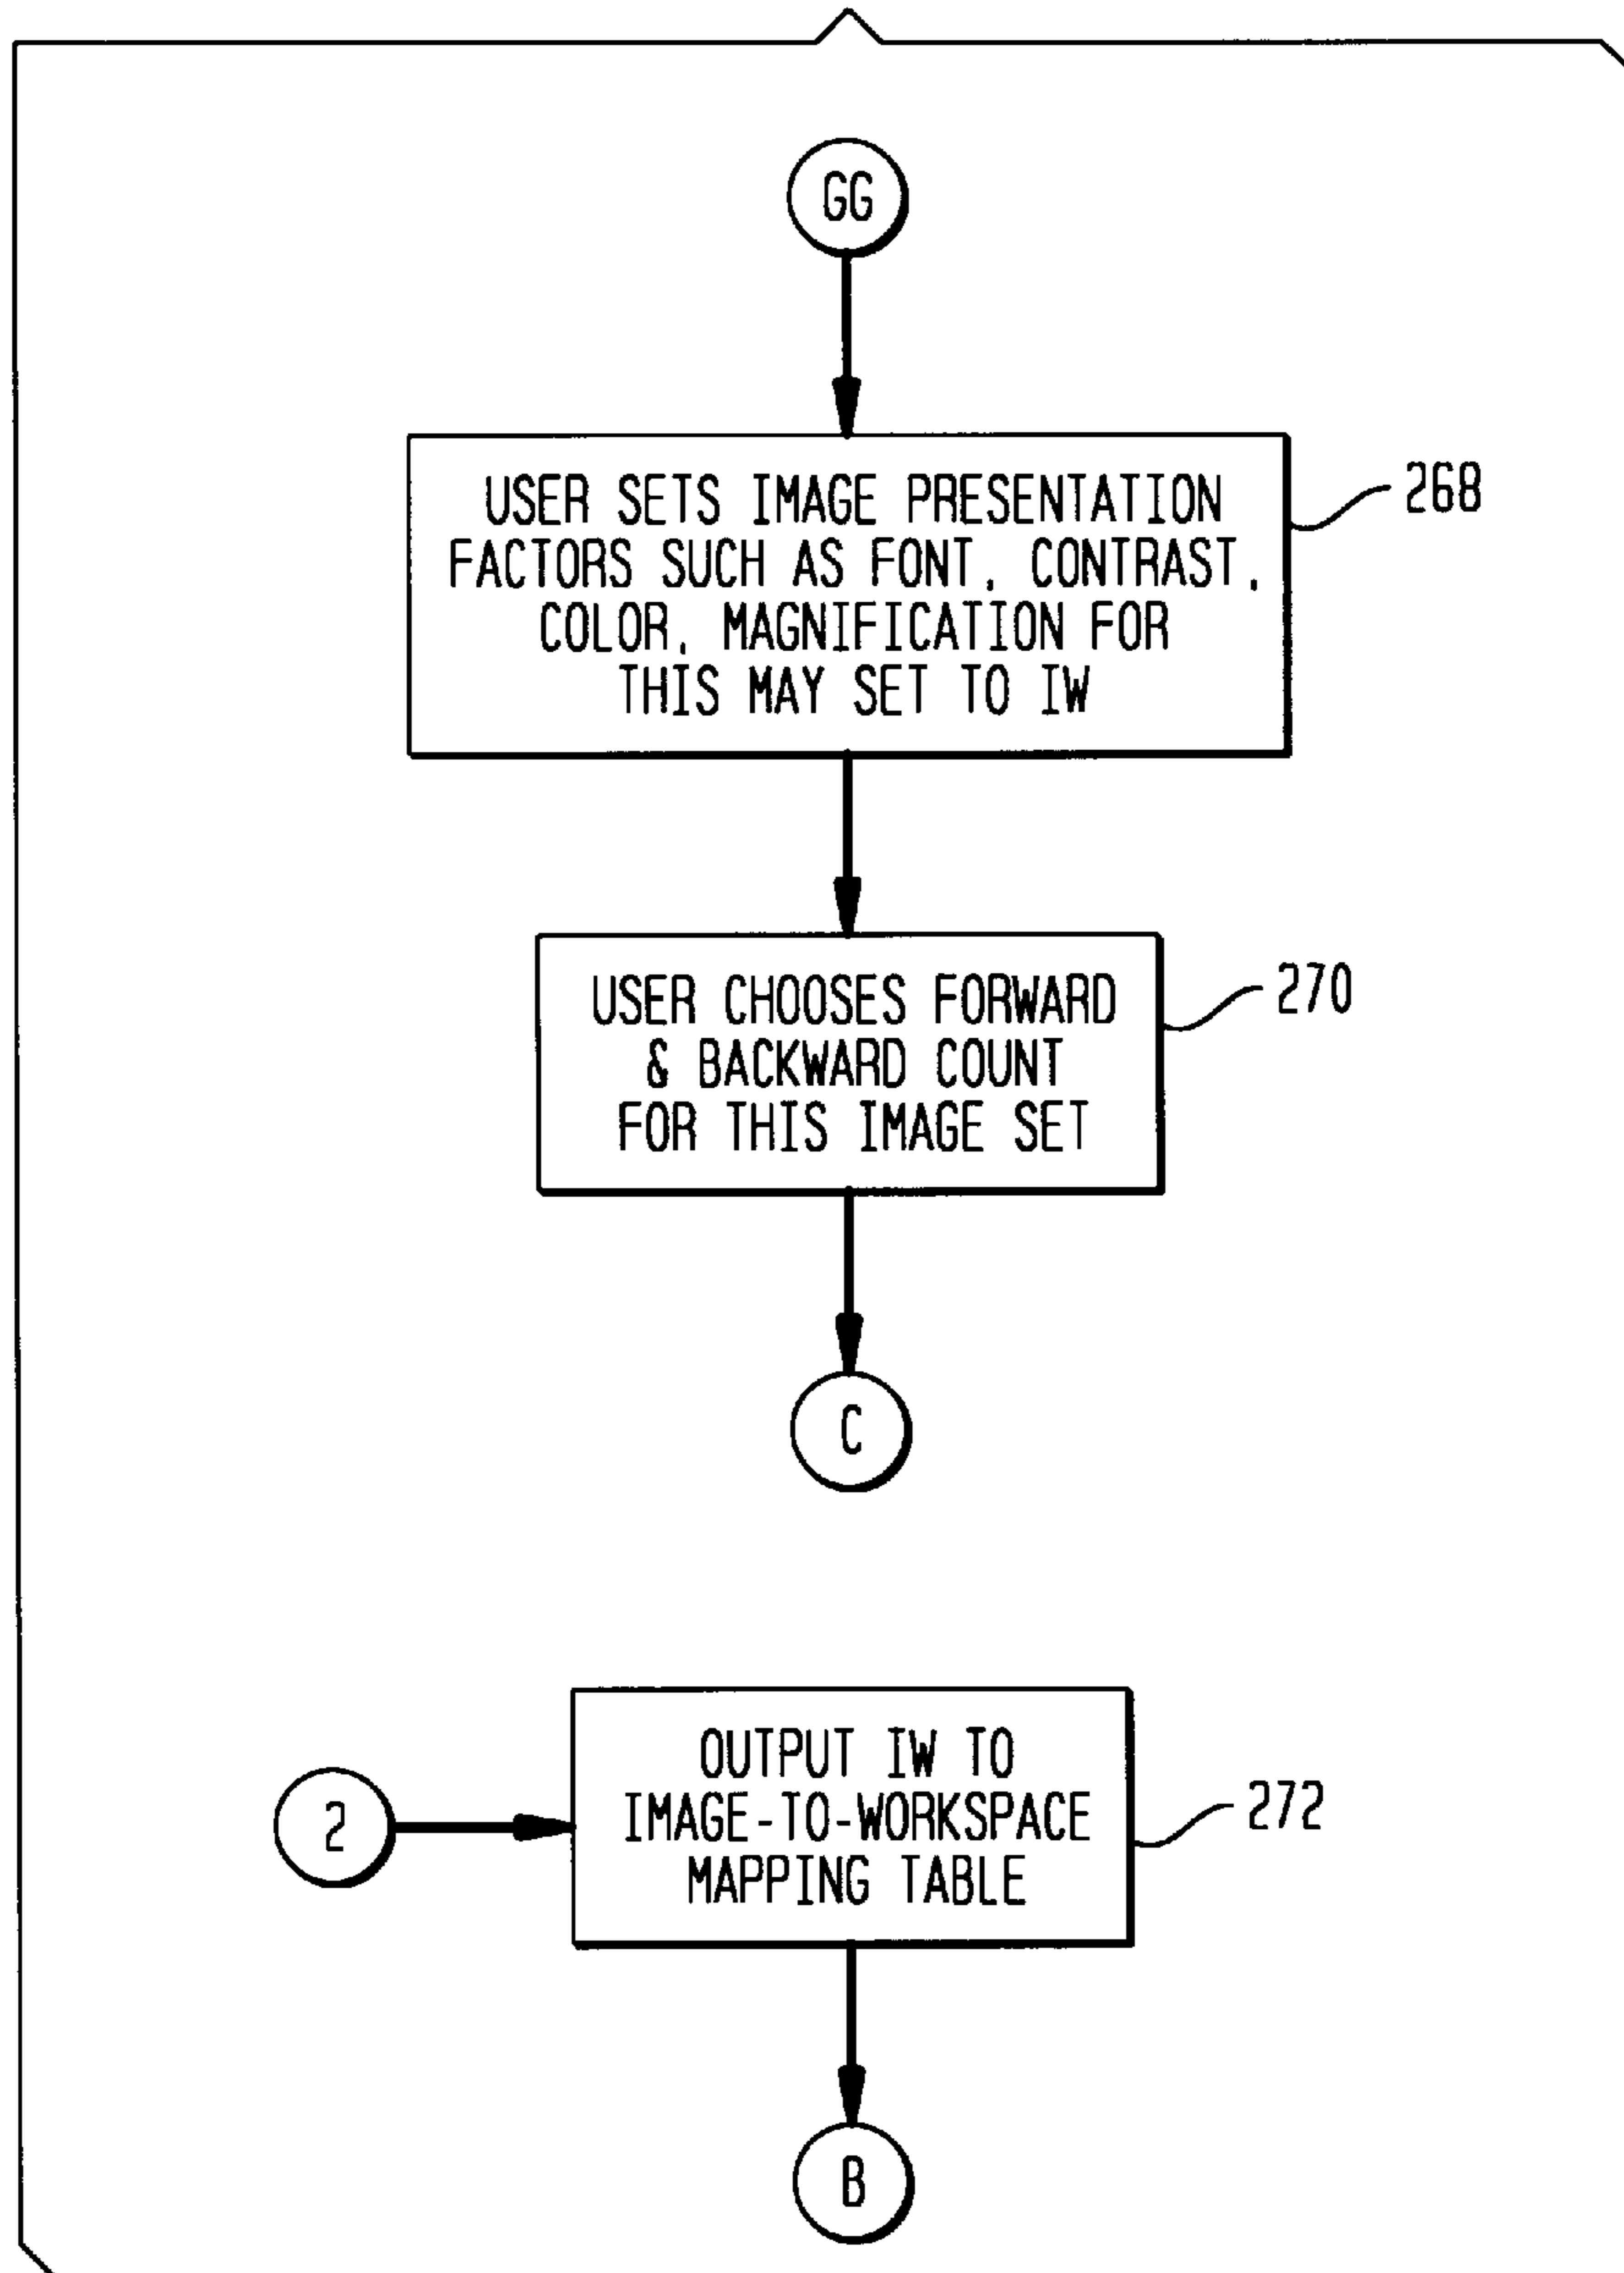 GG
USER SETS IMAGE PRESENTATION
FACTORS SUCH AS FONT, CONTRAST,
COLOR, MAGNIFICATION FOR
THIS MAY SET TO IW
268
USER CHOOSES FORWARD
& BACKWARD COUNT
FOR THIS IMAGE SET
270
C
2
OUTPUT IW TO
IMAGE-TO-WORKSPACE
MAPPING TABLE
272
B